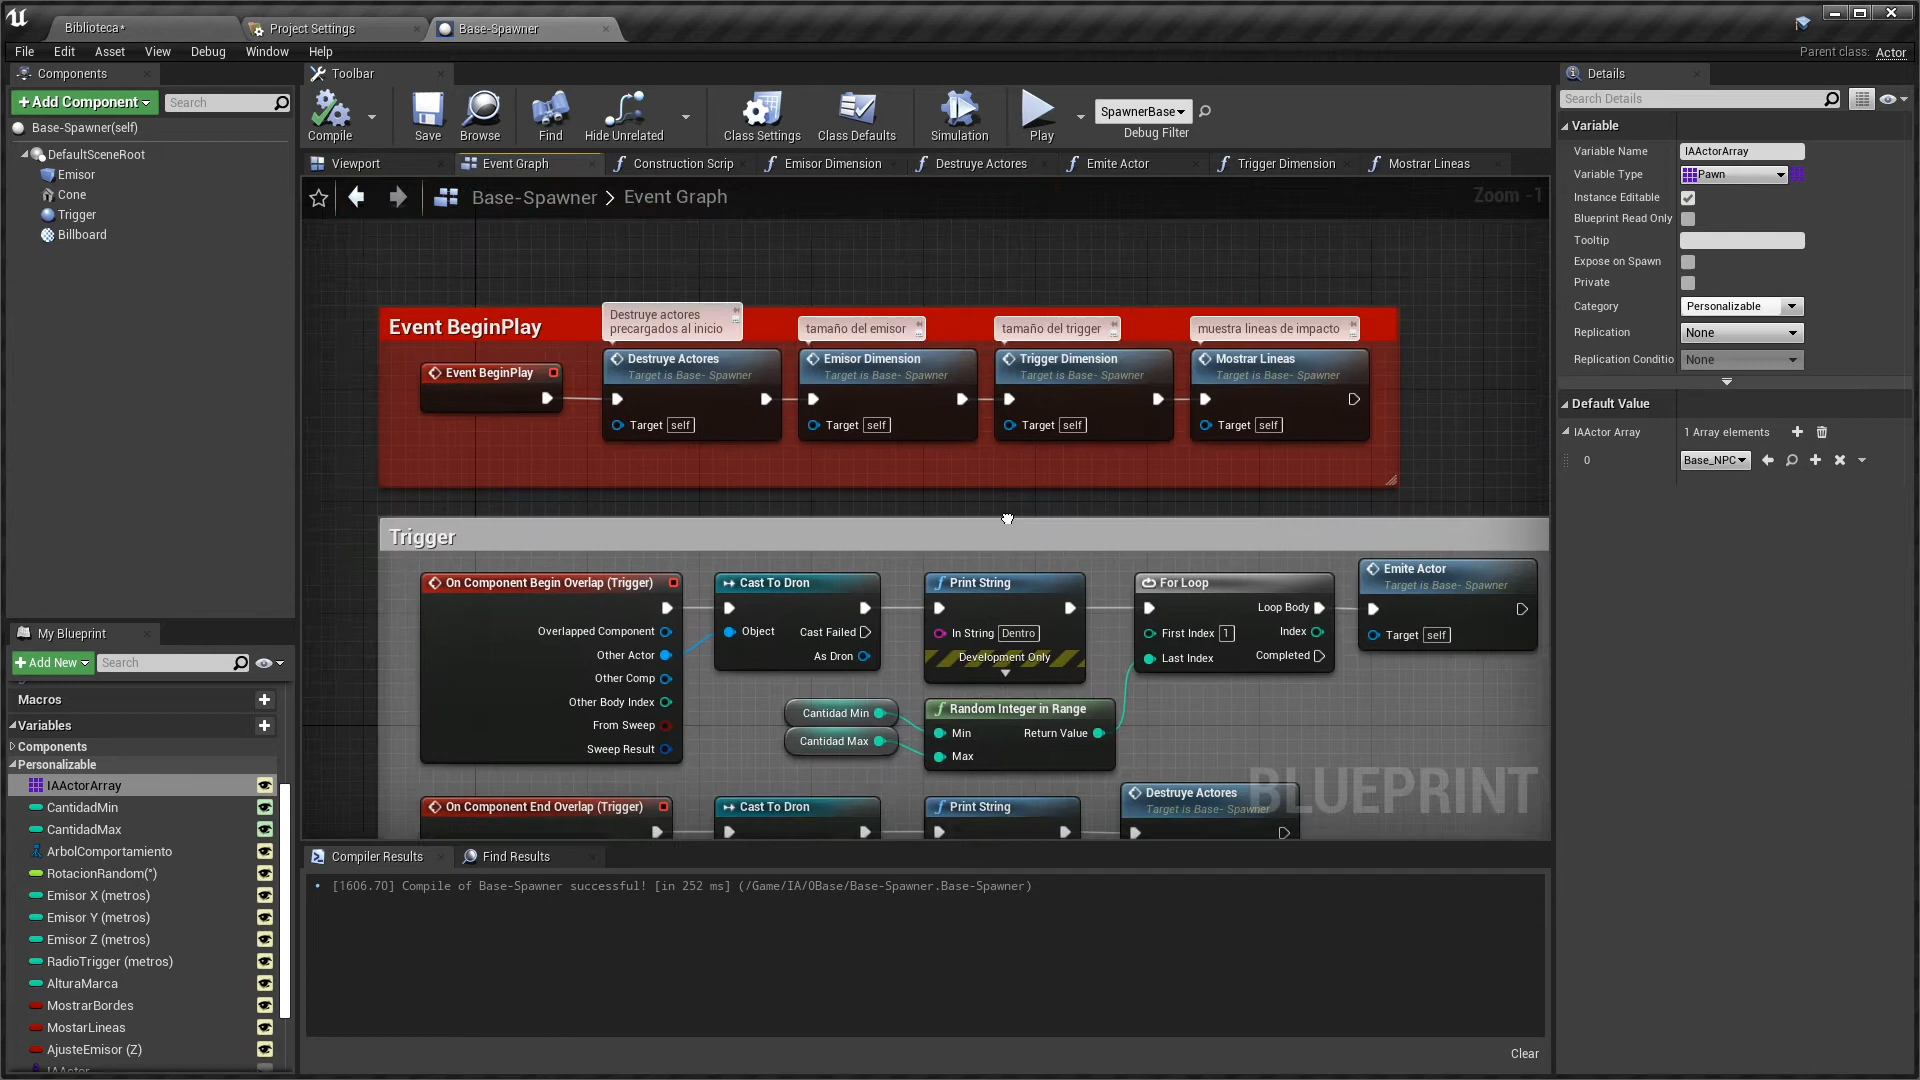 Biblioteca*
Project Settings
Base-Spawner
File Edit Asset View Debug Window Help
Parent class: Actor
Components
+Add Component
Search
Base-Spawner(self)
DefaultSceneRoot
Emisor
Cone
Trigger
Billboard
Toolbar
Compile
Save
Browse
Find
Hide Unrelated
Class Settings
Class Defaults
Simulation
Play
SpawnerBase
Debug Filter
Viewport
Event Graph
Construction Scrip
Emisor Dimension
Destruye Actores
Emite Actor
Trigger Dimension
Mostrar Lineas
Base-Spawner > Event Graph
Zoom -1
Event BeginPlay
Destruye actores
precargados al inicio
tamaño del emisor
tamaño del trigger
muestra lineas de impacto
Event BeginPlay
Destruye Actores
Target is Base- Spawner
Target self
Emisor Dimension
Target is Base- Spawner
Target self
Trigger Dimension
Target is Base- Spawner
Target self
Mostrar Lineas
Target is Base- Spawner
Target self
Trigger
On Component Begin Overlap (Trigger)
Overlapped Component
Other Actor
Other Comp
Other Body Index
From Sweep
Sweep Result
Cast To Dron
Object
Cast Failed
As Dron
Print String
In String Dentro
Development Only
For Loop
Loop Body
First Index 1
Index
Last Index
Completed
Emite Actor
Target is Base- Spawner
Target self
Cantidad Min
Cantidad Max
Random Integer in Range
Min
Return Value
Max
On Component End Overlap (Trigger)
Cast To Dron
Print String
Destruye Actores
Target is Base- Spawner
BLUEPRINT
My Blueprint
+Add New
Search
Macros
Variables
Components
Personalizable
IAActorArray
CantidadMin
CantidadMax
ArbolComportamiento
RotacionRandom(°)
Emisor X (metros)
Emisor Y (metros)
Emisor Z (metros)
RadioTrigger (metros)
AlturaMarca
MostrarBordes
MostarLineas
AjusteEmisor (Z)
IAActor
Compiler Results
Find Results
[1606.70] Compile of Base-Spawner successful! [in 252 ms] (/Game/IA/0Base/Base-Spawner.Base-Spawner)
Clear
Details
Search Details
Variable
Variable Name IAActorArray
Variable Type Pawn
Instance Editable
Blueprint Read Only
Tooltip
Expose on Spawn
Private
Category Personalizable
Replication None
Replication Conditio None
Default Value
IAActor Array 1 Array elements
0 Base_NPC